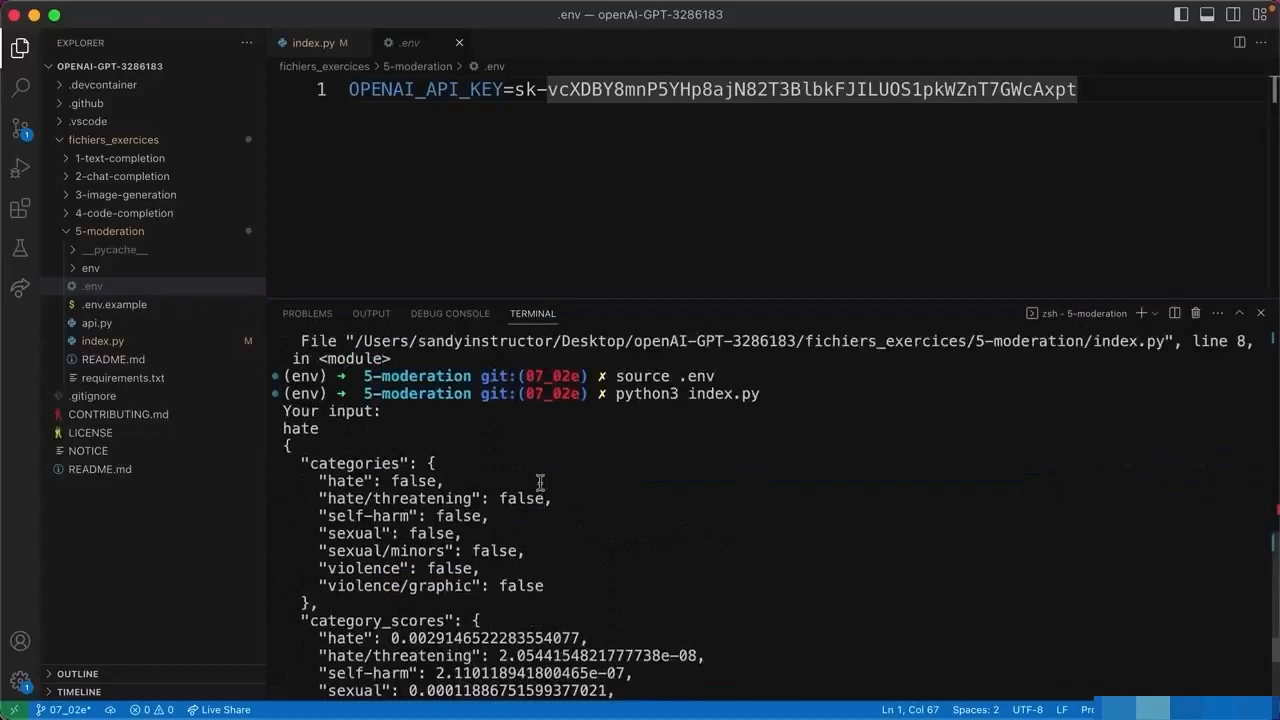 .env — openAI-GPT-3286183
EXPLORER
index.py M
.env
OPENAI-GPT-3286183
fichiers_exercices > 5-moderation > .env
.devcontainer
1 OPENAI_API_KEY=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
.github
.vscode
fichiers_exercices
1-text-completion
2-chat-completion
3-image-generation
4-code-completion
5-moderation
__pycache__
env
.env
$ .env.example
api.py
index.py M
README.md
requirements.txt
.gitignore
CONTRIBUTING.md
LICENSE
NOTICE
README.md
OUTLINE
TIMELINE
1
1
PROBLEMS OUTPUT DEBUG CONSOLE TERMINAL
zsh - 5-moderation
File "/Users/sandyinstructor/Desktop/openAI-GPT-3286183/fichiers_exercices/5-moderation/index.py", line 8,
in <module>
(env) ➜ 5-moderation git:(07_02e) ✗ source .env
(env) ➜ 5-moderation git:(07_02e) ✗ python3 index.py
Your input:
hate
{
"categories": {
"hate": false,
"hate/threatening": false,
"self-harm": false,
"sexual": false,
"sexual/minors": false,
"violence": false,
"violence/graphic": false
},
"category_scores": {
"hate": 0.0029146522283554077,
"hate/threatening": 2.0544154821777738e-08,
"self-harm": 2.110118941800465e-07,
"sexual": 0.00011886751599377021,
07_02e* 0 0 Live Share Ln 1, Col 67 Spaces: 2 UTF-8 LF